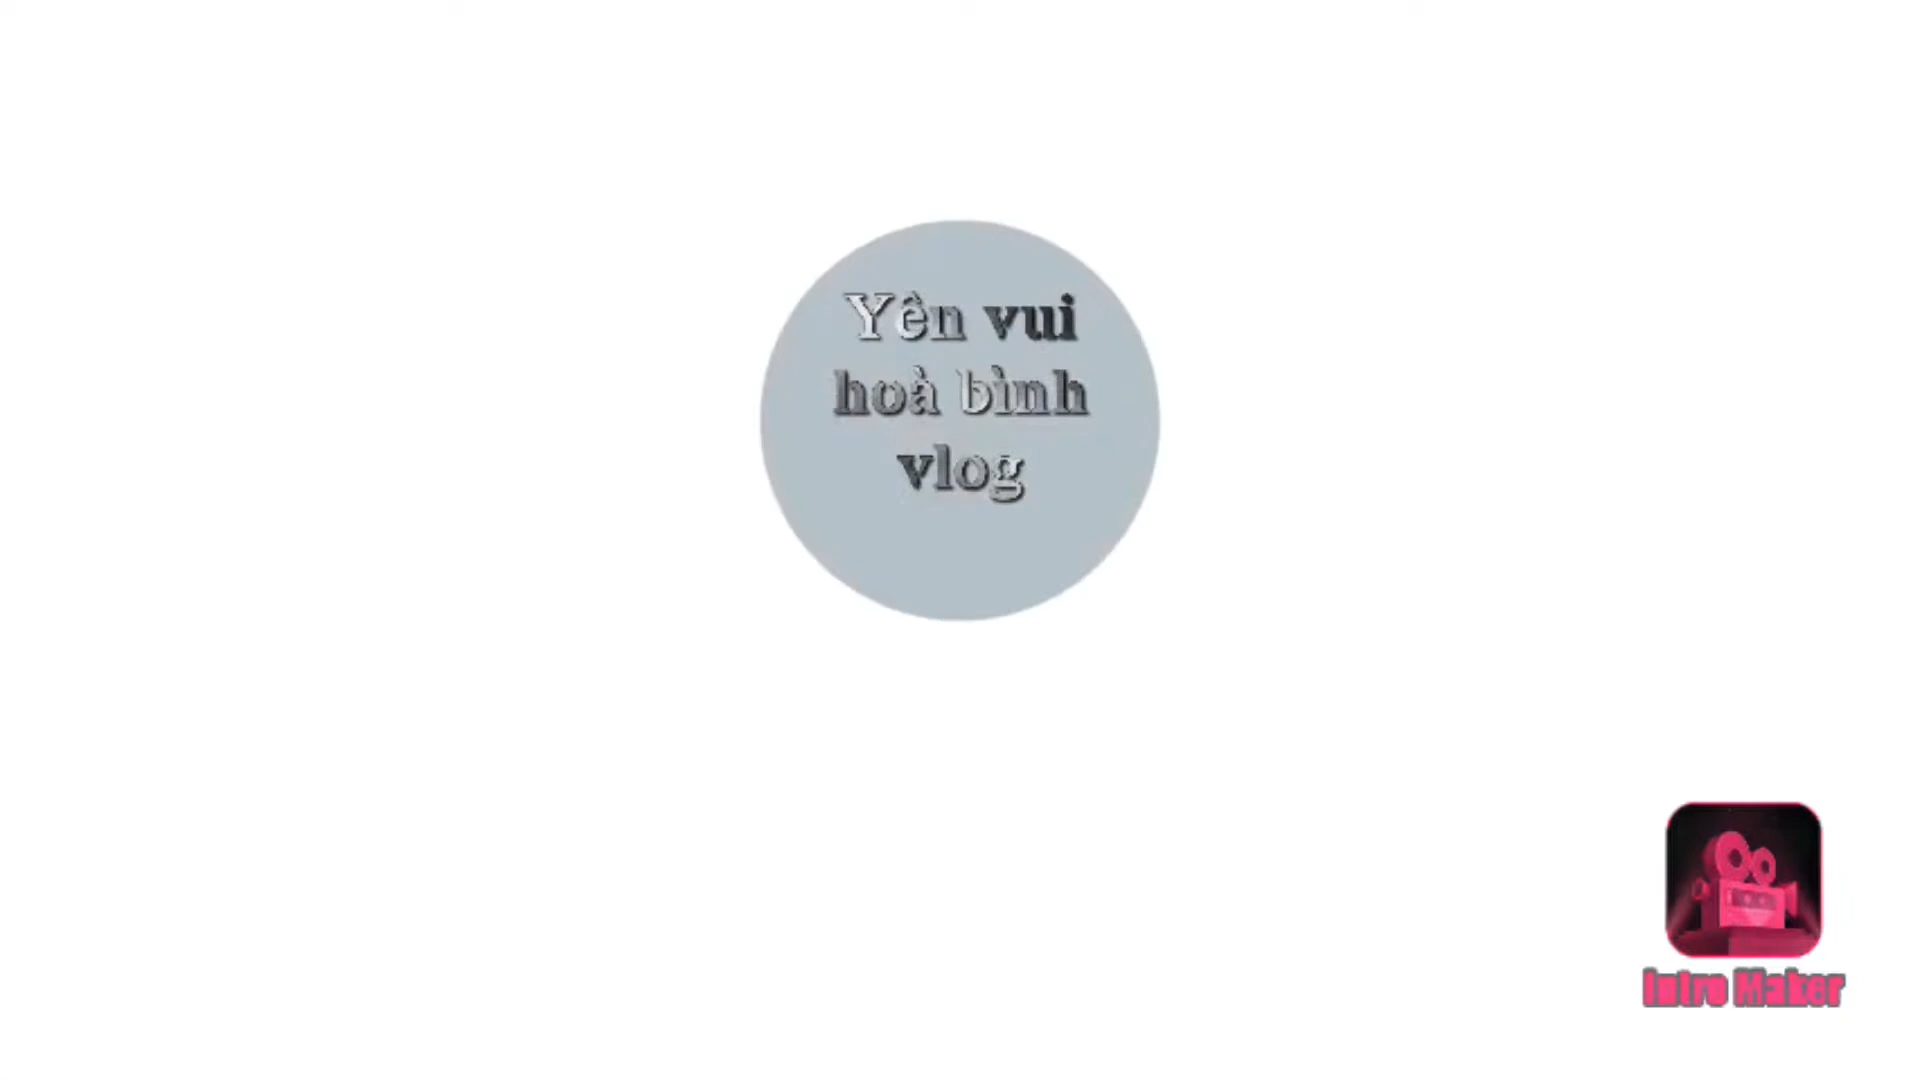 Yên vui
hoà bình
vlog
Intro Maker